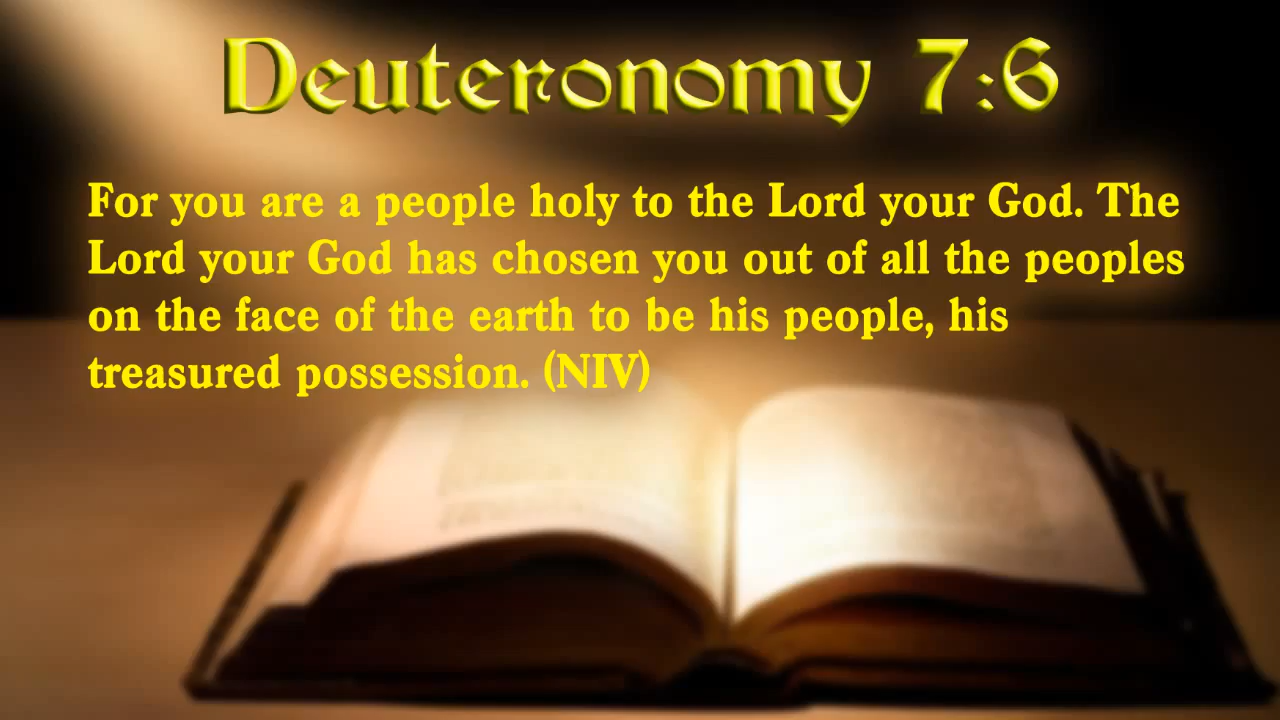 Deuteronomy 7:6
For you are a people holy to the Lord your God. The
Lord your God has chosen you out of all the peoples
on the face of the earth to be his people, his
treasured possession. (NIV)